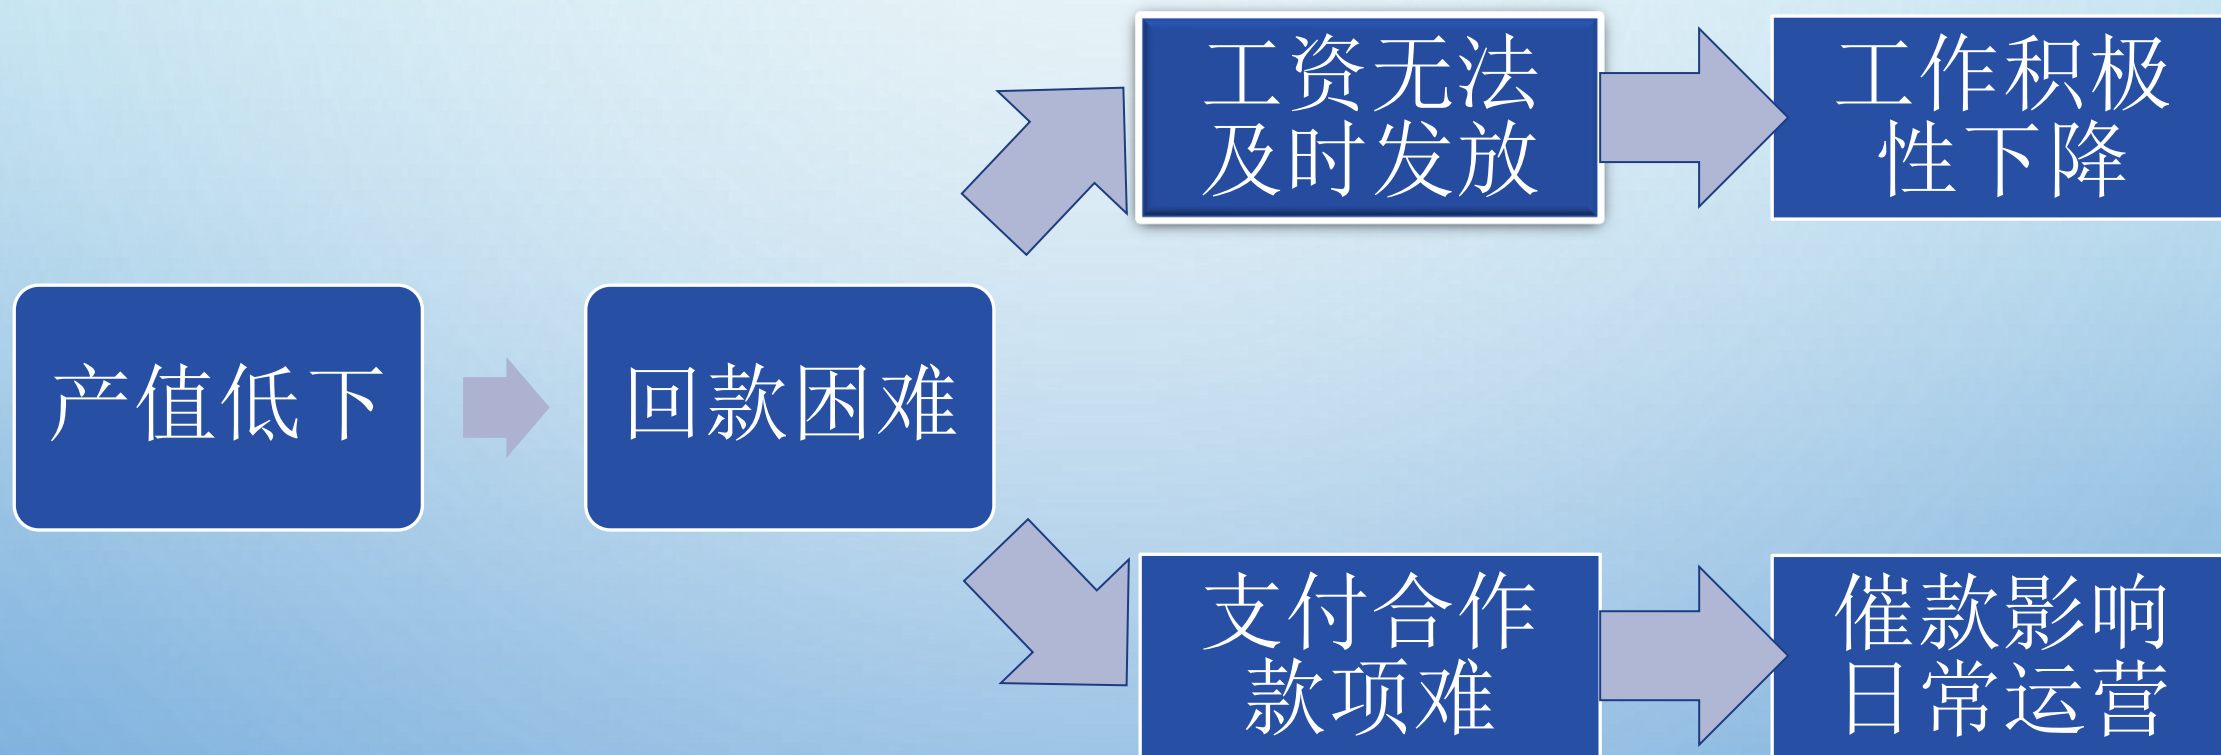 产值低下
回款困难
工资无法
及时发放
工作积极
性下降
支付合作
款项难
催款影响
日常运营